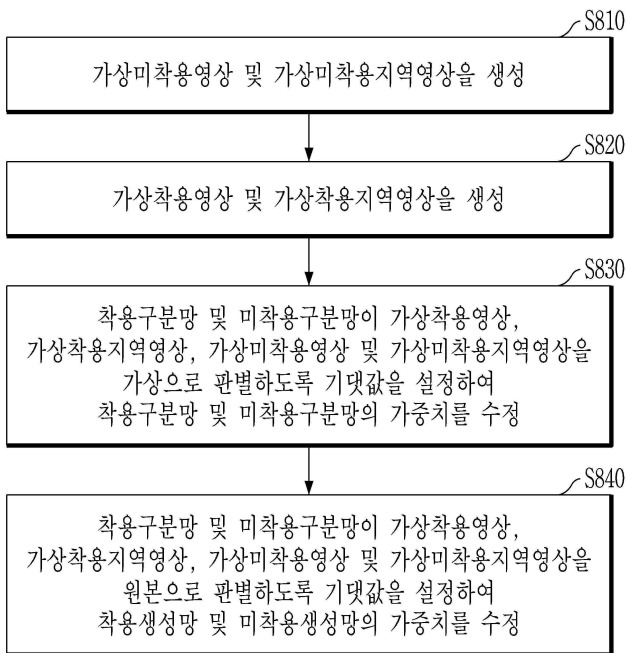 S810
가상미착용영상 및 가상미착용지역영상을 생성
S820
가상착용영상 및 가상착용지역영상을 생성
S830
착용구분망 및 미착용구분망이 가상착용영상,
가상착용지역영상, 가상미착용영상 및 가상미착용지역영상을
가상으로 판별하도록 기댓값을 설정하여
착용구분망 및 미착용구분망의 가중치를 수정
S840
착용구분망 및 미착용구분망이 가상착용영상,
가상착용지역영상, 가상미착용영상 및 가상미착용지역영상을
원본으로 판별하도록 기댓값을 설정하여
착용생성망 및 미착용생성망의 가중치를 수정